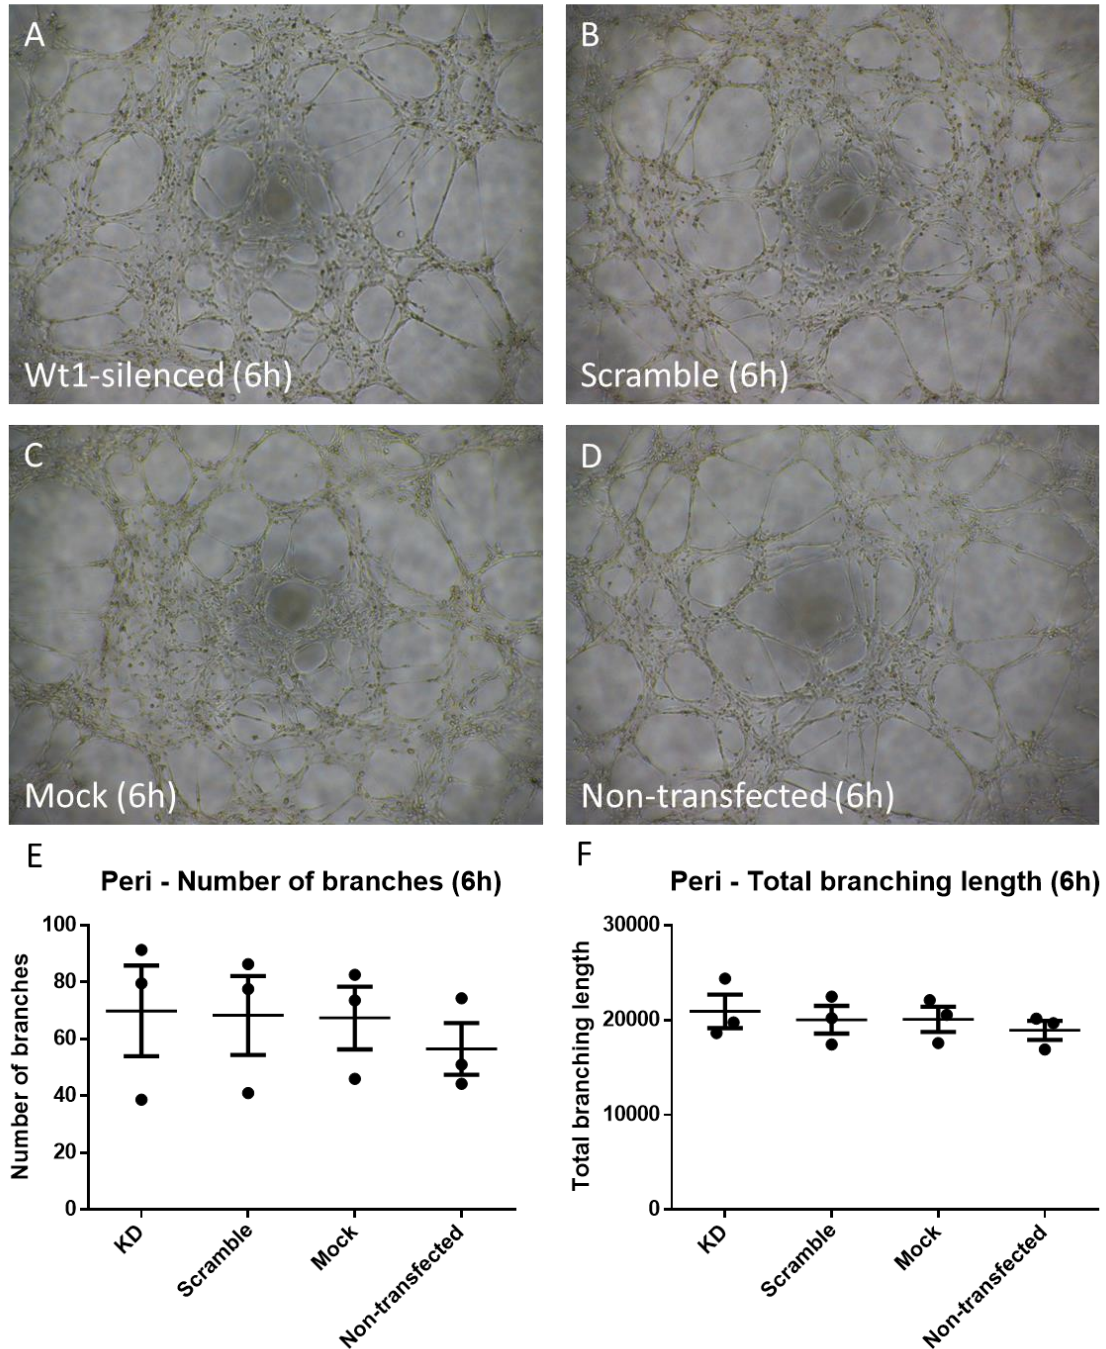 A
B
Wt1-silenced (6h)
Scramble (6h)
C
D
Mock (6h)
Non-transfected (6h)
E
Peri - Number of branches (6h)
Number of branches
100
80
60
40
20
0
KD
Scramble
Mock
Non-transfected
F
Peri - Total branching length (6h)
Total branching length
30000
20000
10000
0
KD
Scramble
Mock
Non-transfected